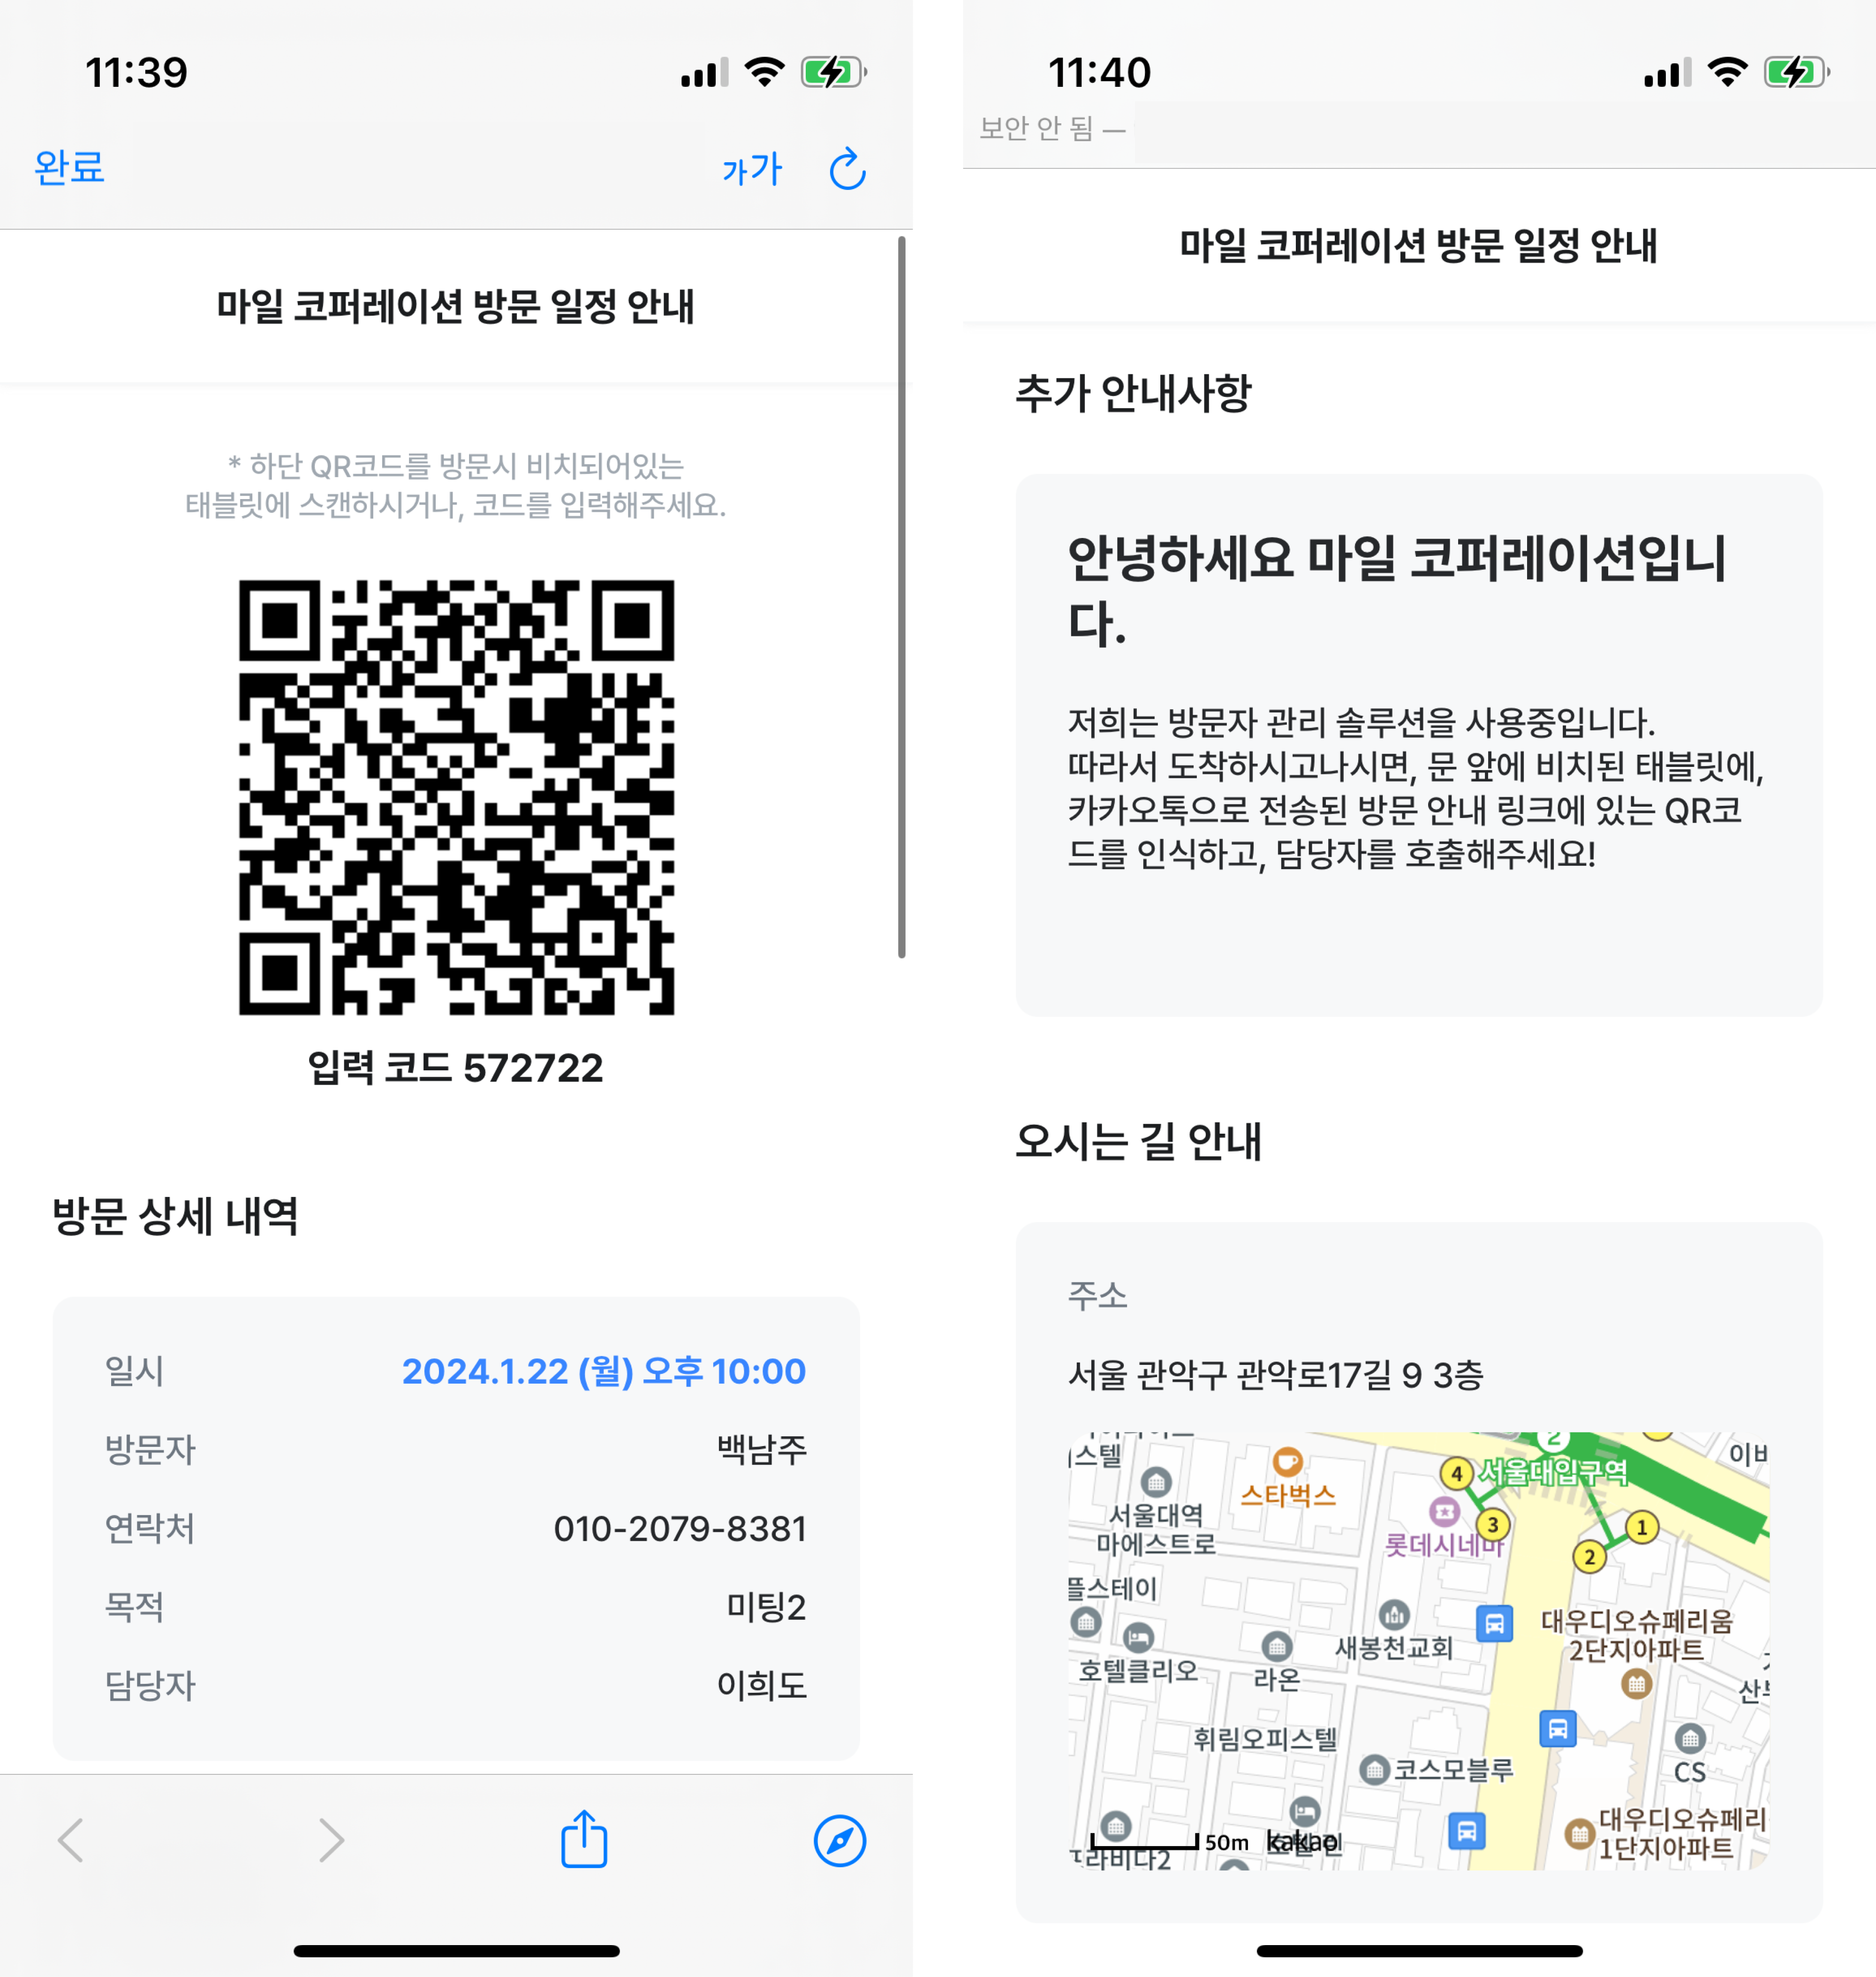 11:39
완료
가가
마일 코퍼레이션 방문 일정 안내
* 하단 QR코드를 방문시 비치되어있는
태블릿에 스캔하시거나, 코드를 입력해주세요.
입력 코드 572722
방문 상세 내역
일시 2024.1.22 (월) 오후 10:00
방문자 백남주
연락처 010-2079-8381
목적 미팅2
담당자 이희도
11:40
보안 안 됨 —
마일 코퍼레이션 방문 일정 안내
추가 안내사항
안녕하세요 마일 코퍼레이션입니
다.
저희는 방문자 관리 솔루션을 사용중입니다.
따라서 도착하시고나시면, 문 앞에 비치된 태블릿에,
카카오톡으로 전송된 방문 안내 링크에 있는 QR코
드를 인식하고, 담당자를 호출해주세요!
오시는 길 안내
주소
서울 관악구 관악로17길 9 3층
스텔
스타벅스
4
2
서울대입구역
이비
서울대역
마에스트로
롯데시네마
3
1
2
플스테이
호텔클리오
라온
새봉천교회
대우디오슈페리움
2단지아파트
산부
휘림오피스텔
코스모블루
CS
대우디오슈페리
1단지아파트
50m
kakao
라비다2